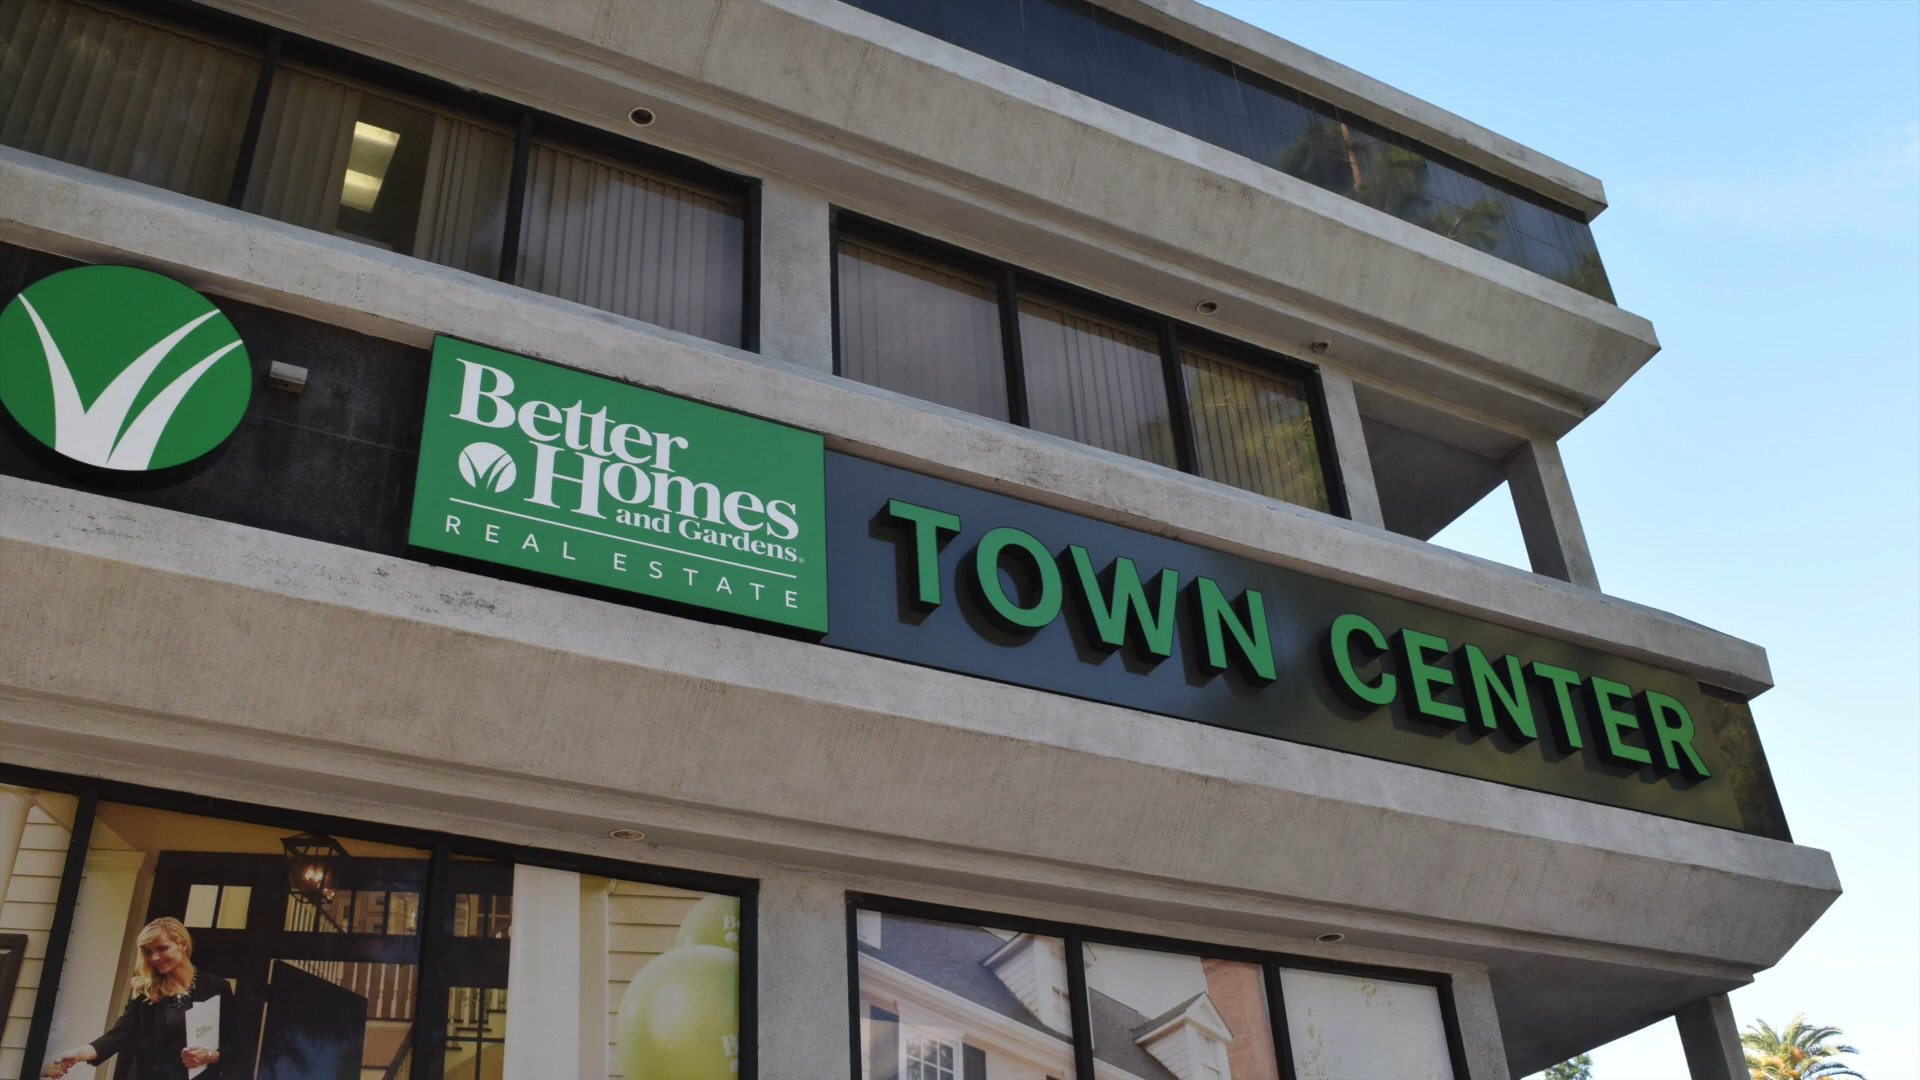 Better
Homes
and Gardens®
REAL ESTATE
TOWN CENTER